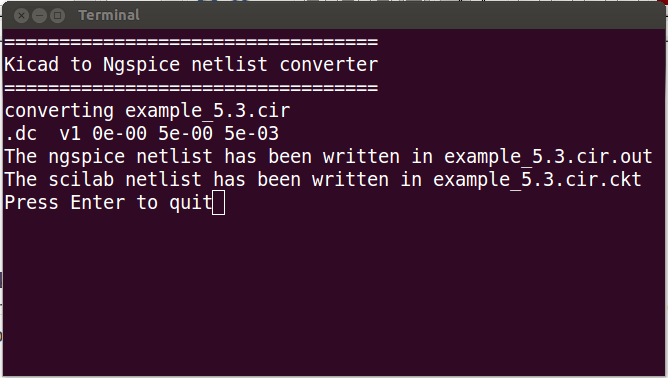 Terminal
==================================
Kicad to Ngspice netlist converter
==================================
converting example_5.3.cir
.dc  v1 0e-00 5e-00 5e-03
The ngspice netlist has been written in example_5.3.cir.out
The scilab netlist has been written in example_5.3.cir.ckt
Press Enter to quit